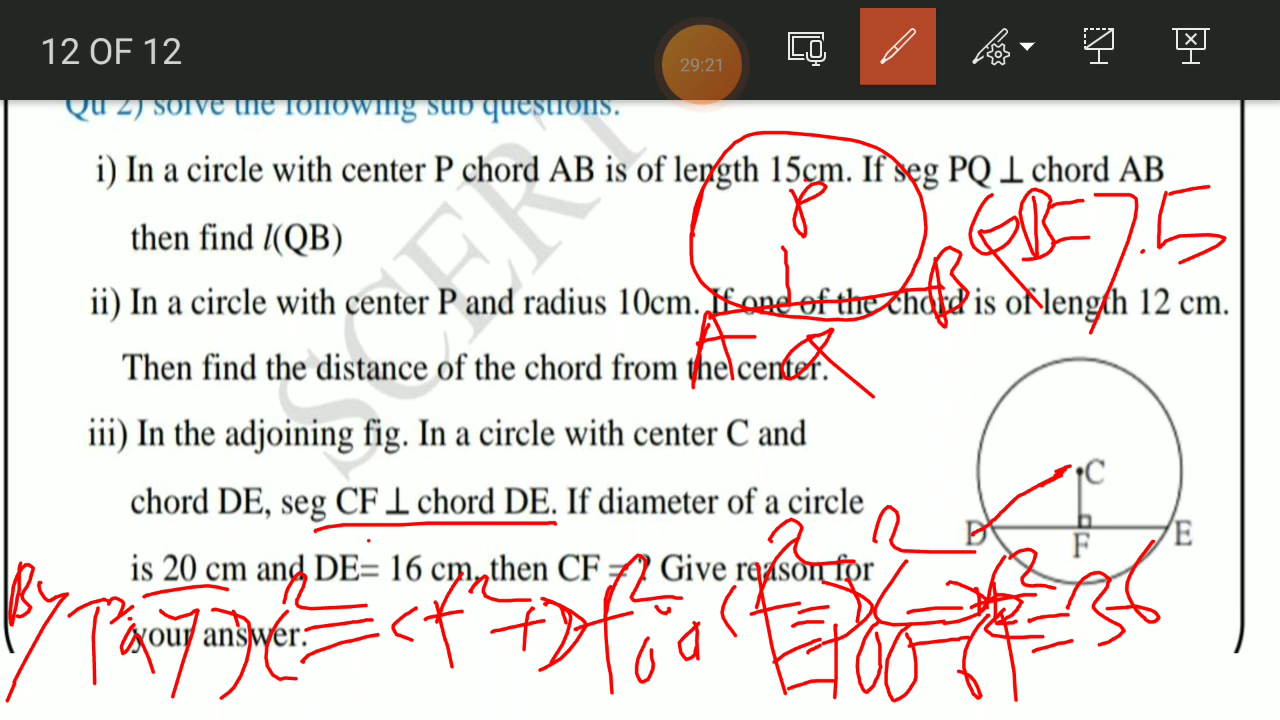 12 OF 12
29:21
Qu 2) solve the following sub questions.
i) In a circle with center P chord AB is of length 15cm. If seg PQ ⊥ chord AB
then find l(QB)
P
QB=7.5
ii) In a circle with center P and radius 10cm. If one of the chord is of length 12 cm.
A Q B
Then find the distance of the chord from the center.
iii) In the adjoining fig. In a circle with center C and
chord DE, seg CF ⊥ chord DE. If diameter of a circle
is 20 cm and DE= 16 cm, then CF = ? Give reason for
your answer.
C
D F E
SCERT